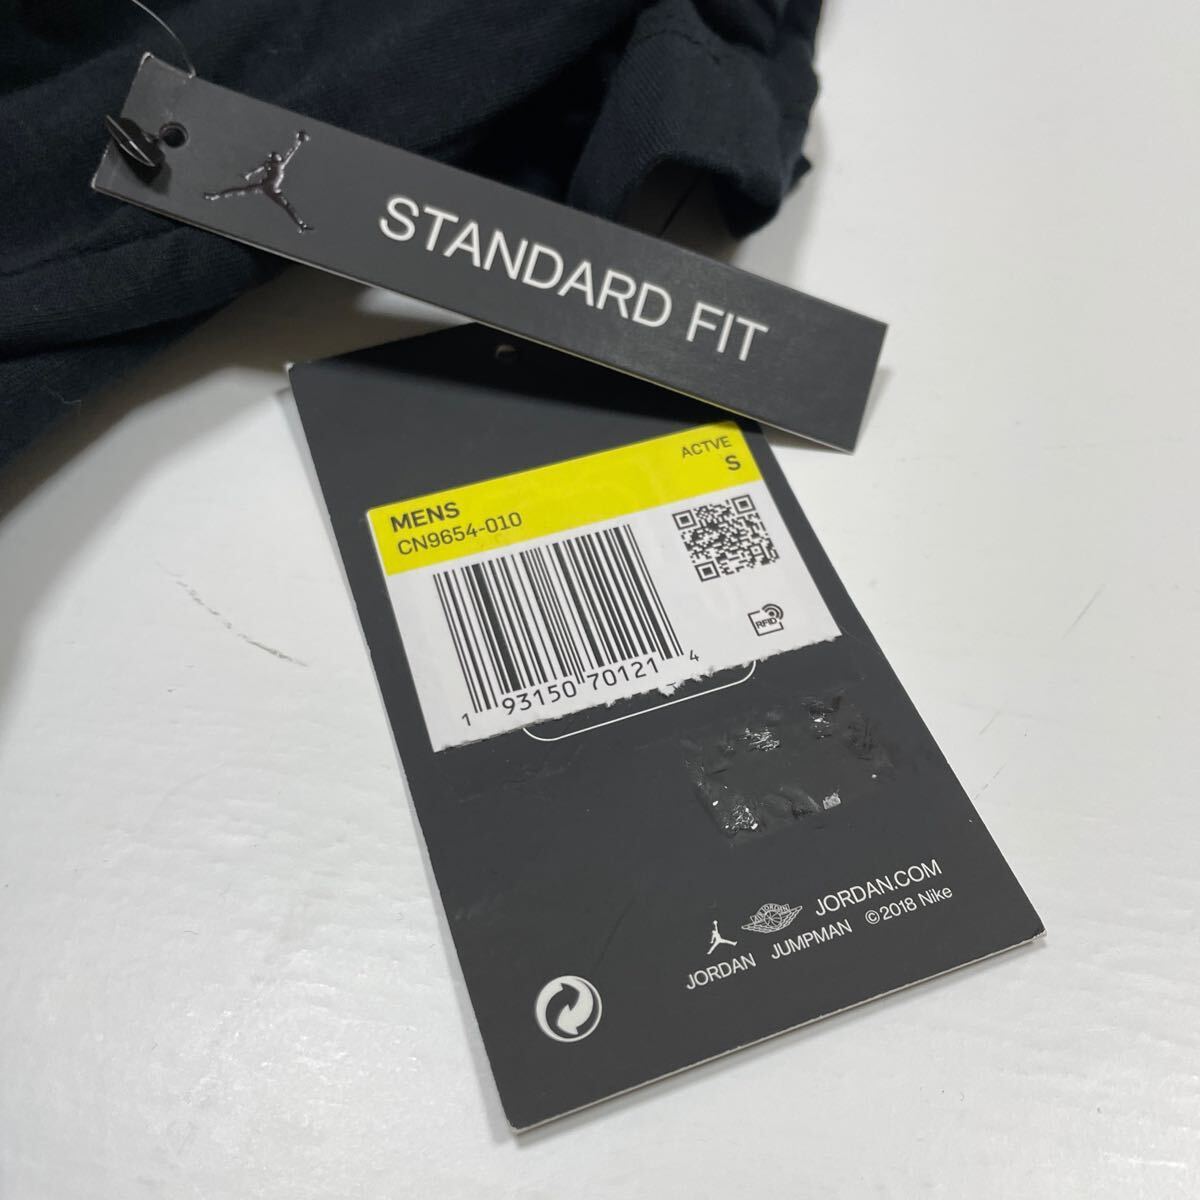 STANDARD FIT
ACTVE
MENS S
CN9654-010
RFID
1 93150 70121 4
JORDAN.COM
JORDAN JUMPMAN ©2018 Nike